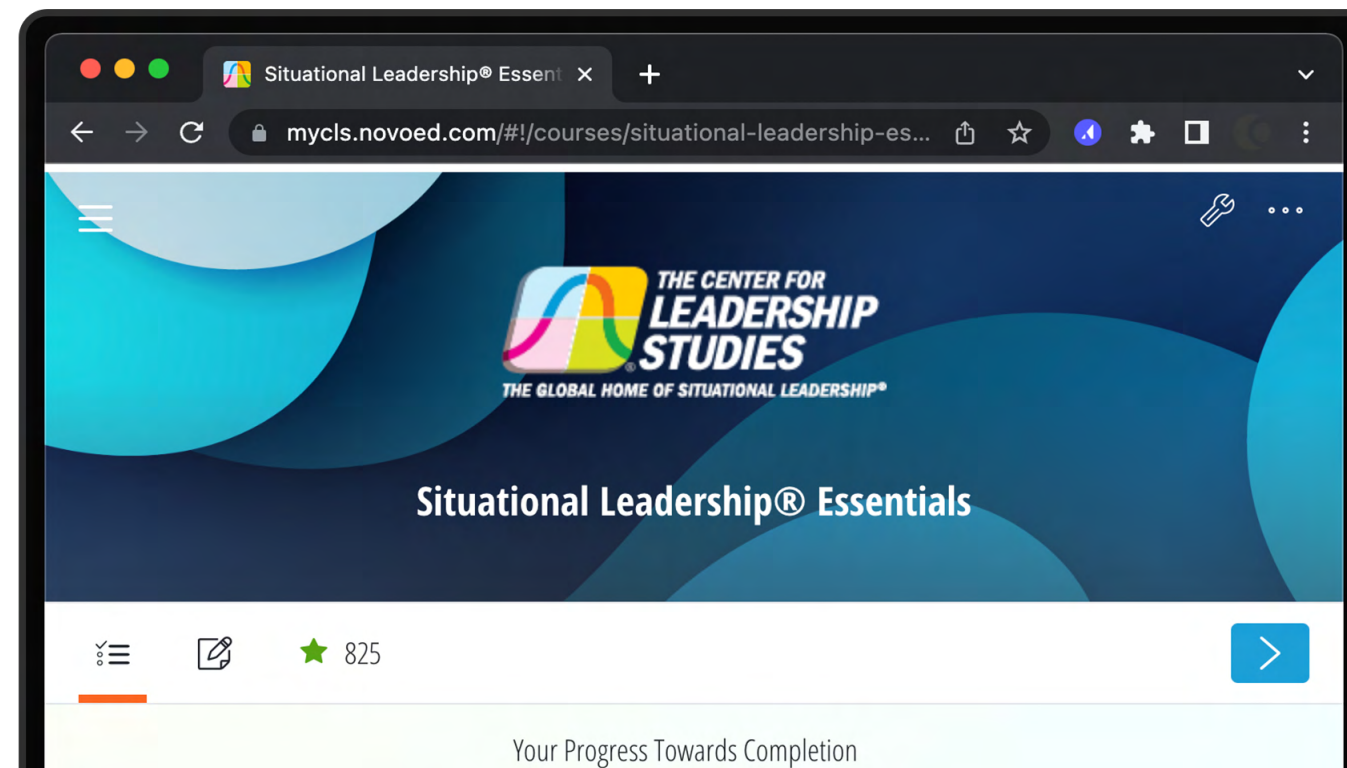 Situational Leadership® Essent
mycls.novoed.com/#!/courses/situational-leadership-es...
THE CENTER FOR
LEADERSHIP
STUDIES
®
THE GLOBAL HOME OF SITUATIONAL LEADERSHIP®
Situational Leadership® Essentials
825
Your Progress Towards Completion